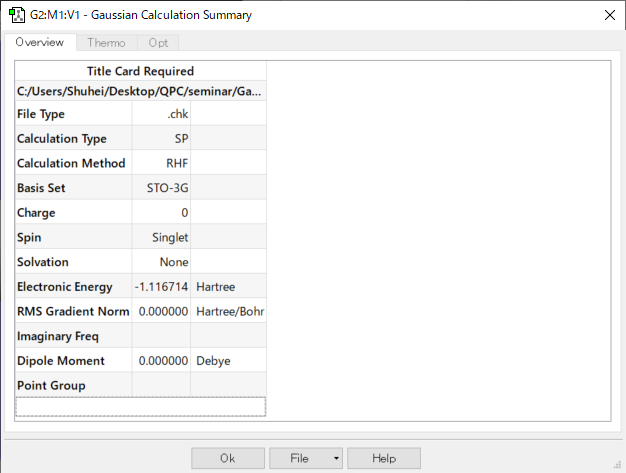 G2:M1:V1 - Gaussian Calculation Summary
Overview Thermo Opt
Title Card Required
C:/Users/Shuhei/Desktop/QPC/seminar/Ga...
File Type .chk
Calculation Type SP
Calculation Method RHF
Basis Set STO-3G
Charge 0
Spin Singlet
Solvation None
Electronic Energy -1.116714 Hartree
RMS Gradient Norm 0.000000 Hartree/Bohr
Imaginary Freq
Dipole Moment 0.000000 Debye
Point Group
Ok File Help